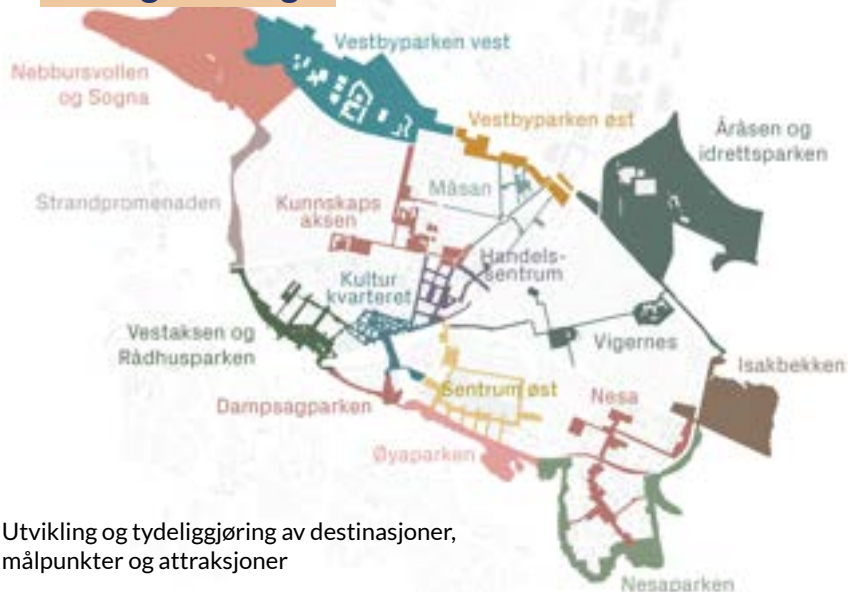 Vestbyparken vest
Nebbursvollen
og Sogna
Vestbyparken øst
Åråsen og
idrettsparken
Måsan
Strandpromenaden
Kunnskaps
aksen
Handels-
sentrum
Kultur
kvarteret
Vestaksen og
Rådhusparken
Vigernes
Isakbekken
Sentrum øst
Nesa
Dampsagparken
Øyaparken
Utvikling og tydeliggjøring av destinasjoner,
målpunkter og attraksjoner
Nesaparken